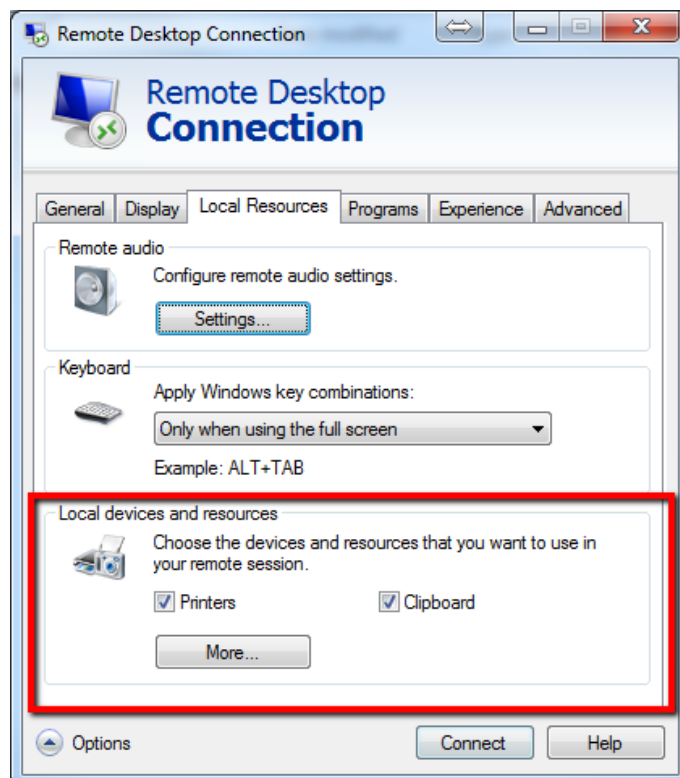 Remote Desktop Connection
Remote Desktop
Connection
General Display Local Resources Programs Experience Advanced
Remote audio
Configure remote audio settings.
Settings...
Keyboard
Apply Windows key combinations:
Only when using the full screen
Example: ALT+TAB
Local devices and resources
Choose the devices and resources that you want to use in
your remote session.
Printers Clipboard
More...
Options Connect Help